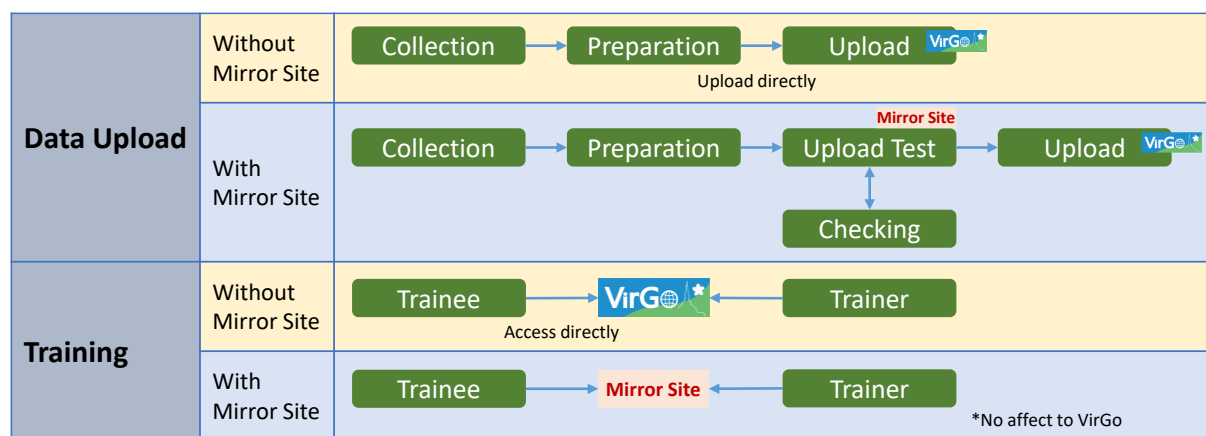 Data Upload
Without
Mirror Site
Collection
Preparation
Upload
VirGo
Upload directly
With
Mirror Site
Mirror Site
Collection
Preparation
Upload Test
Upload
VirGo
Checking
Training
Without
Mirror Site
Trainee
VirGo
Trainer
Access directly
With
Mirror Site
Trainee
Mirror Site
Trainer
*No affect to VirGo